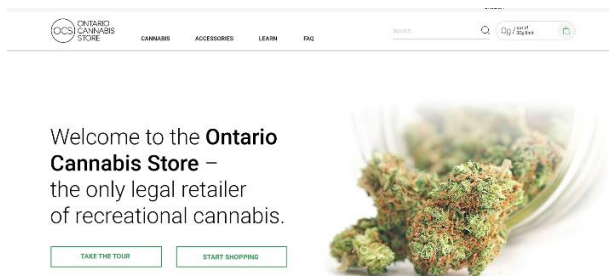 OCS
ONTARIO
CANNABIS
STORE
CANNABIS
ACCESSORIES
LEARN
FAQ
Search
0g /
out of
30g limit
Welcome to the Ontario
Cannabis Store –
the only legal retailer
of recreational cannabis.
TAKE THE TOUR
START SHOPPING